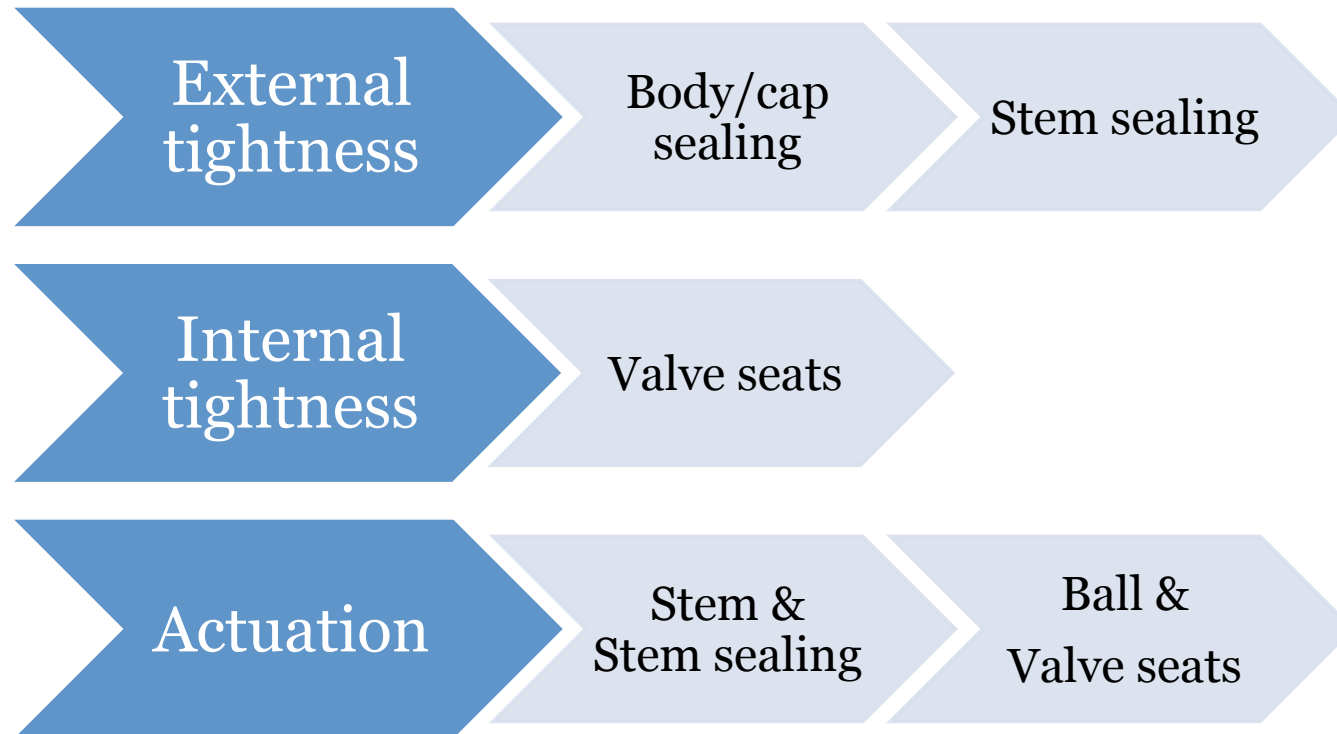 External
tightness
Body/cap
sealing
Stem sealing
Internal
tightness
Valve seats
Actuation
Stem &
Stem sealing
Ball &
Valve seats